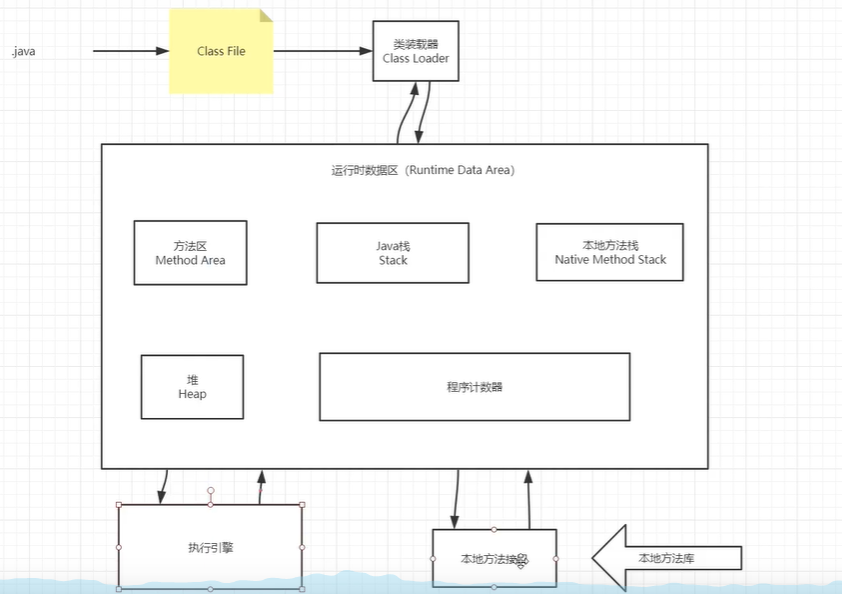 .java
Class File
类装载器
Class Loader
运行时数据区（Runtime Data Area）
方法区
Method Area
Java栈
Stack
本地方法栈
Native Method Stack
堆
Heap
程序计数器
执行引擎
本地方法接口
本地方法库